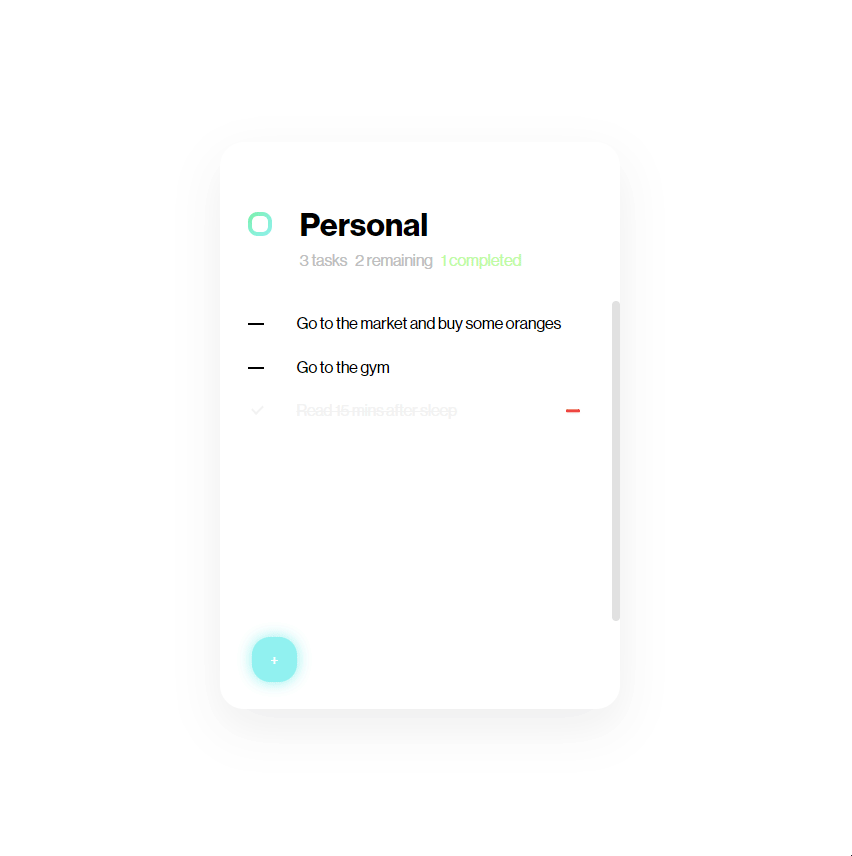 Personal
3 tasks 2 remaining 1 completed
Go to the market and buy some oranges
Go to the gym
Read 15 mins after sleep
+